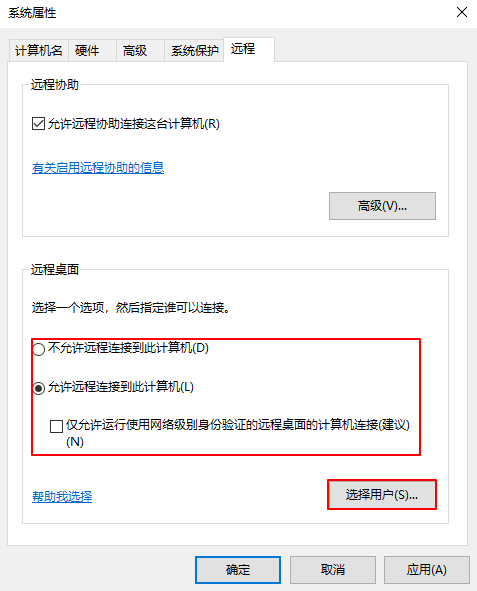 系统属性
计算机名 硬件 高级 系统保护 远程
远程协助
允许远程协助连接这台计算机(R)
有关启用远程协助的信息
高级(V)...
远程桌面
选择一个选项，然后指定谁可以连接。
不允许远程连接到此计算机(D)
允许远程连接到此计算机(L)
仅允许运行使用网络级别身份验证的远程桌面的计算机连接(建议)
(N)
帮助我选择
选择用户(S)...
确定 取消 应用(A)